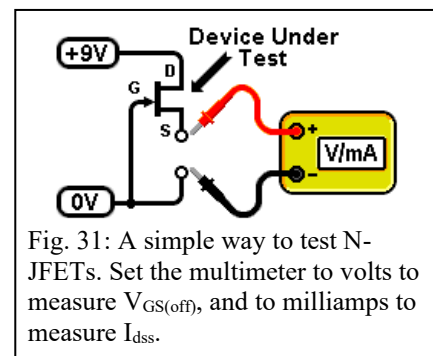 Device Under
Test
+9V
D
G
S
+
V/mA
-
0V
Fig. 31: A simple way to test N-
JFETs. Set the multimeter to volts to
measure VGS(off), and to milliamps to
measure Idss.